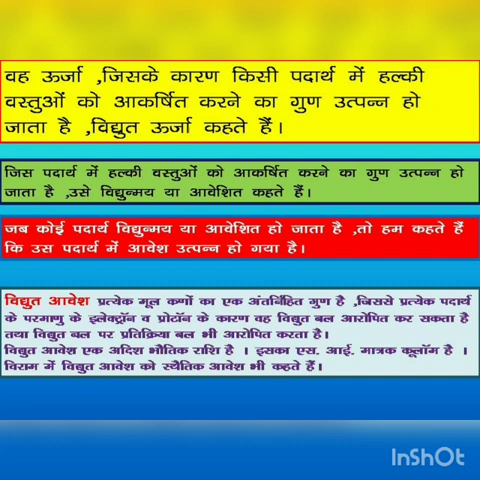 वह ऊर्जा ,जिसके कारण किसी पदार्थ में हल्की
वस्तुओं को आकर्षित करने का गुण उत्पन्न हो
जाता है ,विद्युत ऊर्जा कहते हैं।
जिस पदार्थ में हल्की वस्तुओं को आकर्षित करने का गुण उत्पन्न हो
जाता है ,उसे विद्युन्मय या आवेशित कहते हैं।
जब कोई पदार्थ विद्युन्मय या आवेशित हो जाता है ,तो हम कहते हैं
कि उस पदार्थ में आवेश उत्पन्न हो गया है।
विद्युत आवेश प्रत्येक मूल कणों का एक अंतर्निहित गुण है ,जिससे प्रत्येक पदार्थ
के परमाणु के इलेक्ट्रॉन व प्रोटॉन के कारण वह विद्युत बल आरोपित कर सकता है
तथा विद्युत बल पर प्रतिक्रिया बल भी आरोपित करता है।
विद्युत आवेश एक अदिश भौतिक राशि है । इसका एस. आई. मात्रक कूलॉम है ।
विराम में विद्युत आवेश को स्थैतिक आवेश भी कहते हैं।
InShOt